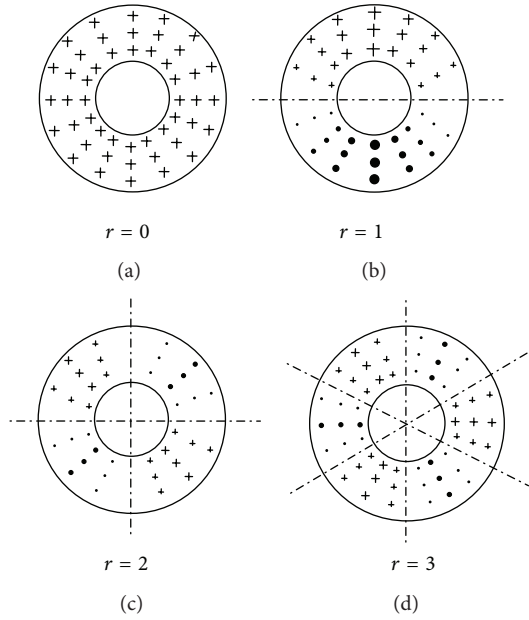 r = 0
r = 1
(a)
(b)
r = 2
r = 3
(c)
(d)